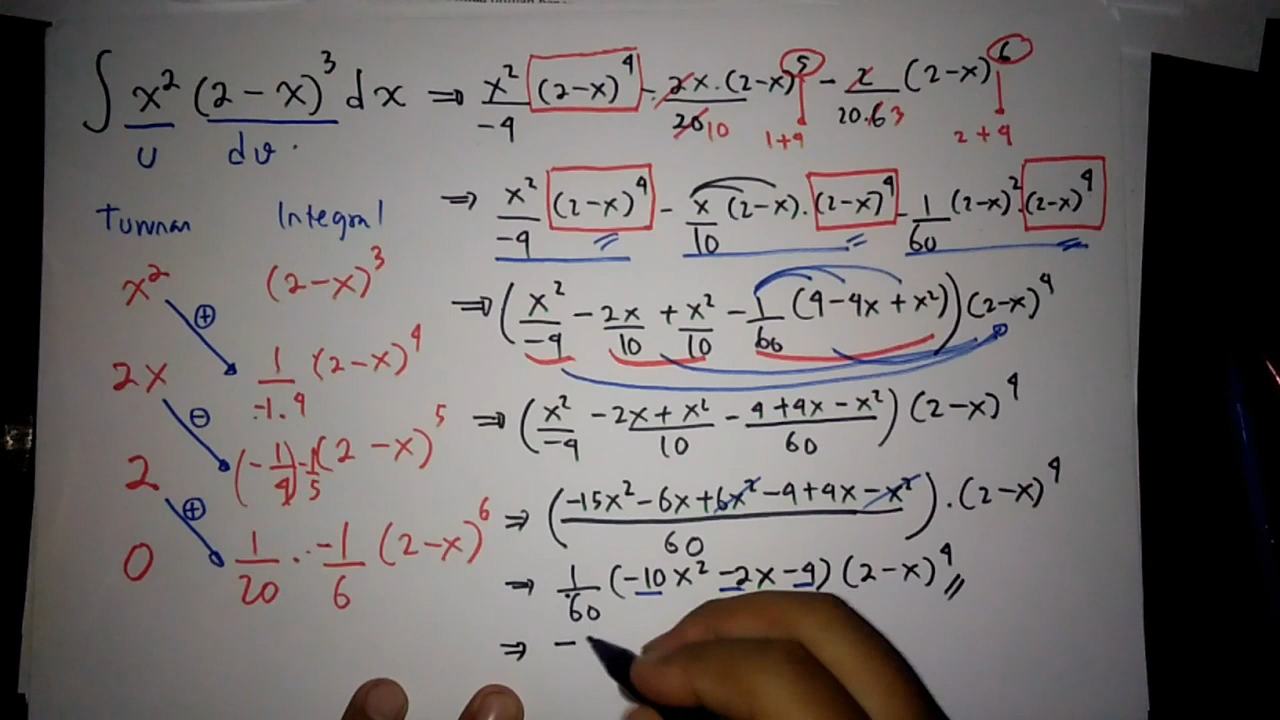 ∫ x² (2 - x)³ dx ⇒ x²/-4 (2-x)⁴ - 2x/20 10 . (2-x)⁵ - 2/20.6 3 (2-x)⁶
u dv .
1+4 2+4
⇒ x²/-4 (2-x)⁴ - x/10 (2-x) . (2-x)⁴ - 1/60 (2-x)² . (2-x)⁴
Turunan Integral
x² (2-x)³
⊕
2x 1/-1.4 (2-x)⁴
⊖
2 (-1/4) -1/5 (2-x)⁵
⊕
0 1/20 . -1/6 (2-x)⁶
⇒ (x²/-4 - 2x/10 + x²/10 - 1/60 (4 - 4x + x²)) (2-x)⁴
⇒ (x²/-4 - 2x + x²/10 - 4 + 4x - x²/60) (2-x)⁴
⇒ (-15x² - 6x + 6x² - 4 + 4x - x²/60) . (2-x)⁴
⇒ 1/60 (-10x² - 2x - 4) (2-x)⁴ //
⇒ -